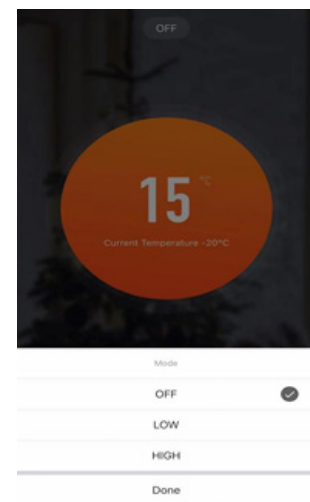 OFF
15 °C
Current Temperature -20°C
Mode
OFF
LOW
HIGH
Done